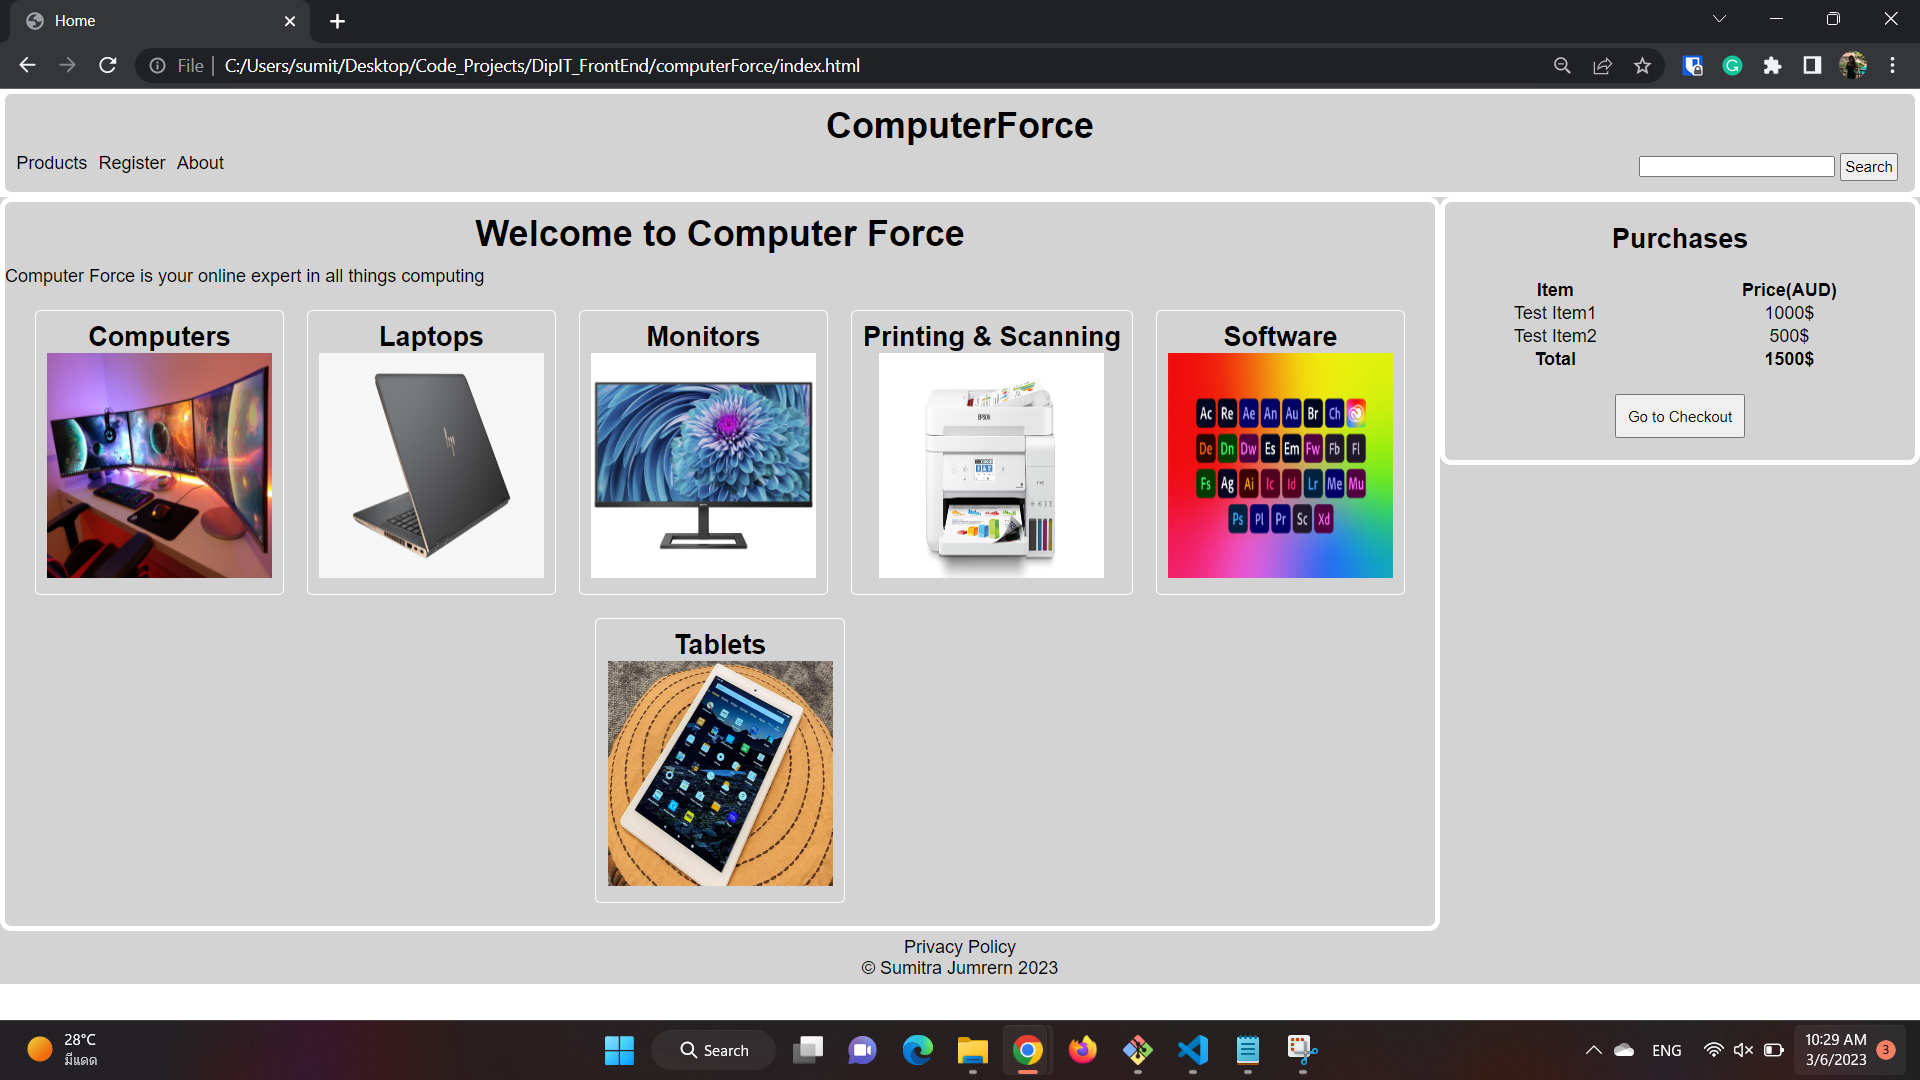 Home
File
C:/Users/sumit/Desktop/Code_Projects/DipIT_FrontEnd/computerForce/index.html
ComputerForce
Products Register About
Search
Welcome to Computer Force
Computer Force is your online expert in all things computing
Computers
Laptops
Monitors
Printing & Scanning
EPSON
Software
Ac Re Ae An Au Br Ch
De Dn Dw Es Em Fw Fb Fl
Fs Ag Ai Ic Id Lr Me Mu
Ps Pl Pr Sc Xd
Tablets
Purchases
Item Price(AUD)
Test Item1 1000$
Test Item2 500$
Total 1500$
Go to Checkout
Privacy Policy
© Sumitra Jumrern 2023
28°C
มีแดด
Search
ENG
10:29 AM
3/6/2023
3